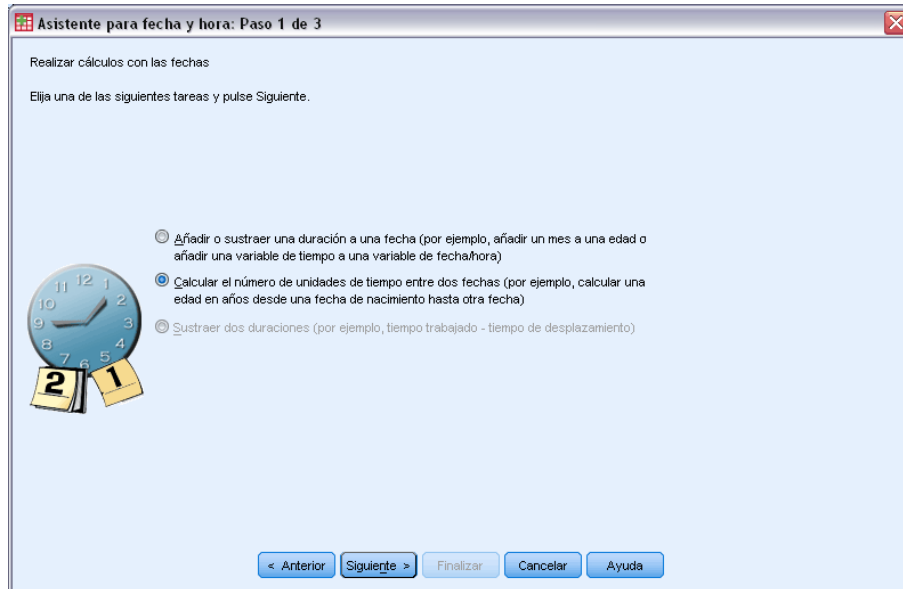 Asistente para fecha y hora: Paso 1 de 3
Realizar cálculos con las fechas
Elija una de las siguientes tareas y pulse Siguiente.
Añadir o sustraer una duración a una fecha (por ejemplo, añadir un mes a una edad o
añadir una variable de tiempo a una variable de fecha/hora)
Calcular el número de unidades de tiempo entre dos fechas (por ejemplo, calcular una
edad en años desde una fecha de nacimiento hasta otra fecha)
Sustraer dos duraciones (por ejemplo, tiempo trabajado - tiempo de desplazamiento)
11 12 1
10 2
9 3
8 4
7 6 5
2 1
< Anterior Siguiente > Finalizar Cancelar Ayuda